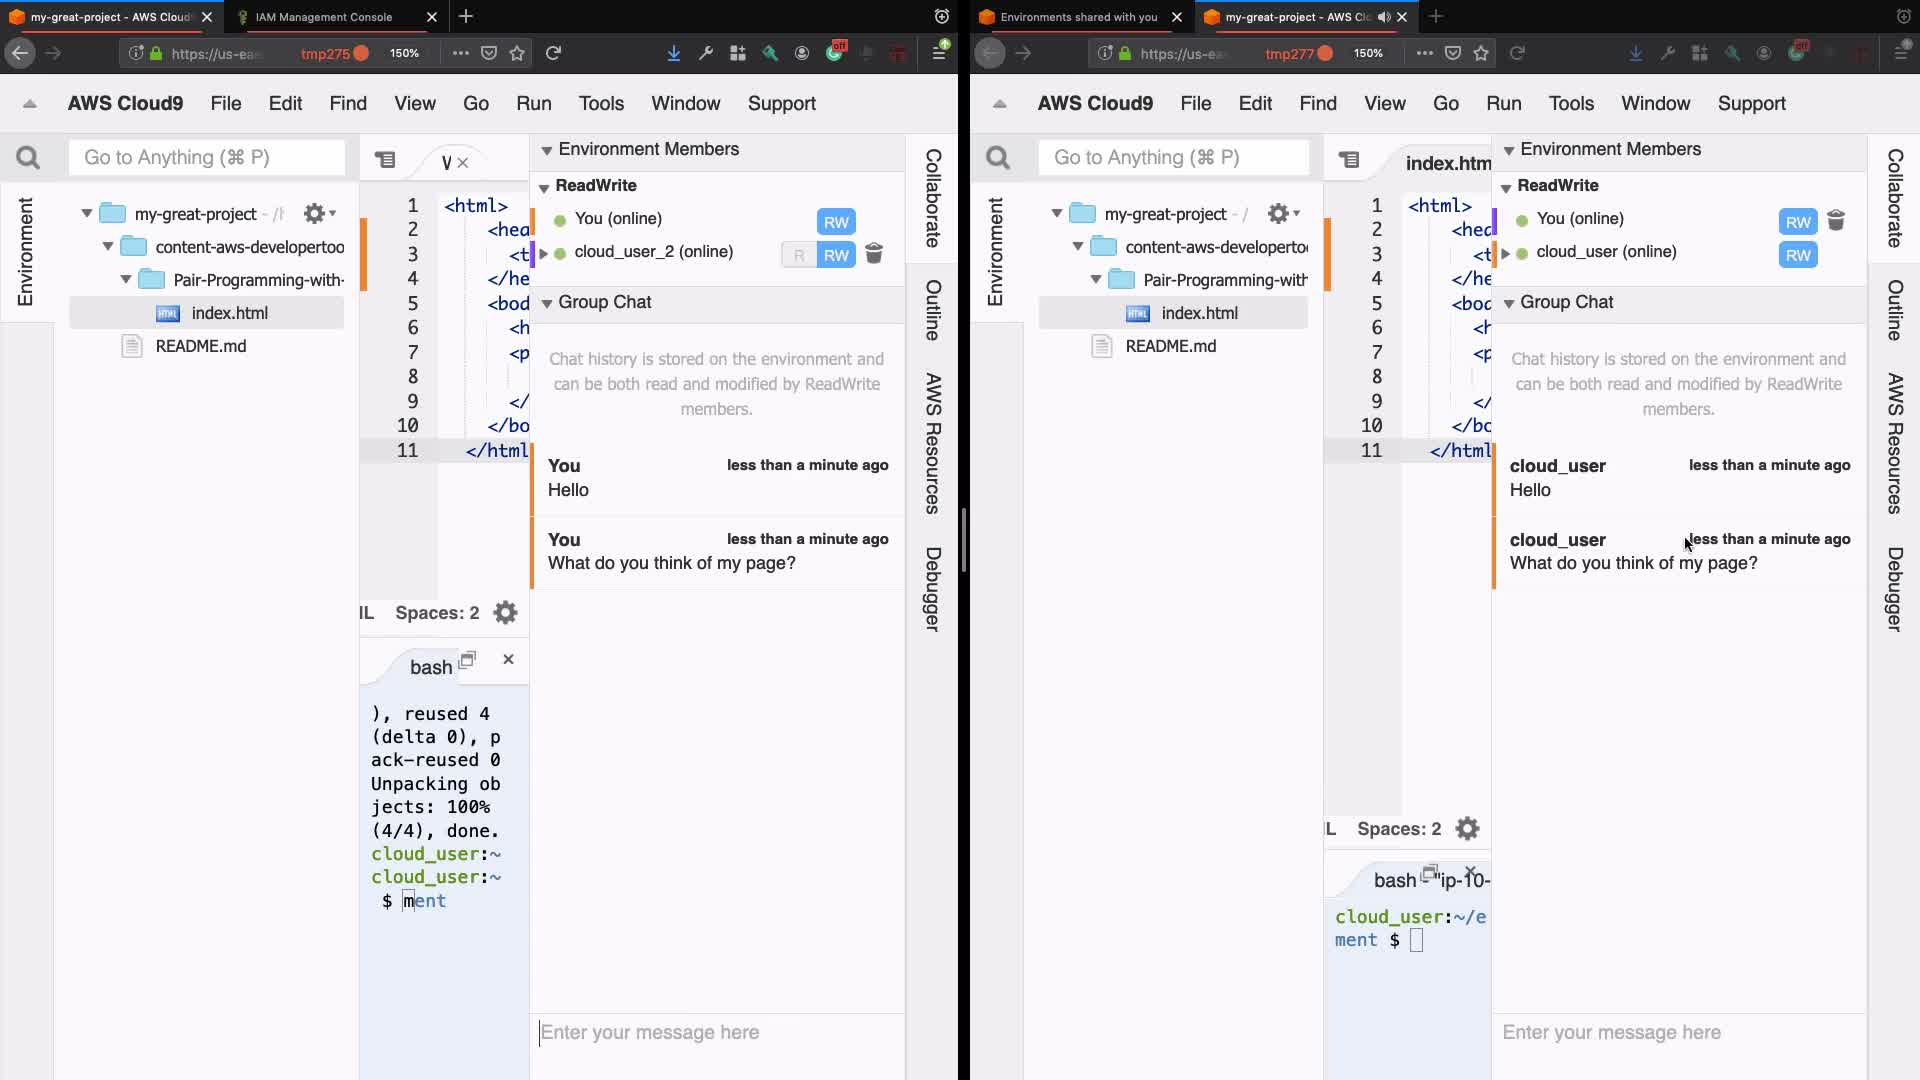 my-great-project - AWS Cloud
IAM Management Console
https://us-ea
tmp275
150%
off
AWS Cloud9 File Edit Find View Go Run Tools Window Support
Go to Anything (⌘ P)
Environment
my-great-project - /h
content-aws-developertoo
Pair-Programming-with-
index.html
README.md
1 <html>
2 <hea
3 <t
4 </he
5 <bod
6 <h
7 <p
8
9 </
10 </bo
11 </html
Spaces: 2
bash
), reused 4
(delta 0), p
ack-reused 0
Unpacking ob
jects: 100%
(4/4), done.
cloud_user:~
cloud_user:~
$ ment
Environment Members
ReadWrite
You (online) RW
cloud_user_2 (online) R RW
Group Chat
Chat history is stored on the environment and
can be both read and modified by ReadWrite
members.
You less than a minute ago
Hello
You less than a minute ago
What do you think of my page?
Enter your message here
Collaborate
Outline
AWS Resources
Debugger
Environments shared with you
my-great-project - AWS Clo
https://us-ea
tmp277
150%
off
AWS Cloud9 File Edit Find View Go Run Tools Window Support
Go to Anything (⌘ P)
Environment
my-great-project - /
content-aws-developertoo
Pair-Programming-with
index.html
README.md
index.htm
1 <html>
2 <hea
3 <t
4 </he
5 <bod
6 <h
7 <p
8
9 </
10 </bo
11 </html
Spaces: 2
bash - "ip-10-
cloud_user:~/e
ment $
Environment Members
ReadWrite
You (online) RW
cloud_user (online) RW
Group Chat
Chat history is stored on the environment and
can be both read and modified by ReadWrite
members.
cloud_user less than a minute ago
Hello
cloud_user less than a minute ago
What do you think of my page?
Enter your message here
Collaborate
Outline
AWS Resources
Debugger